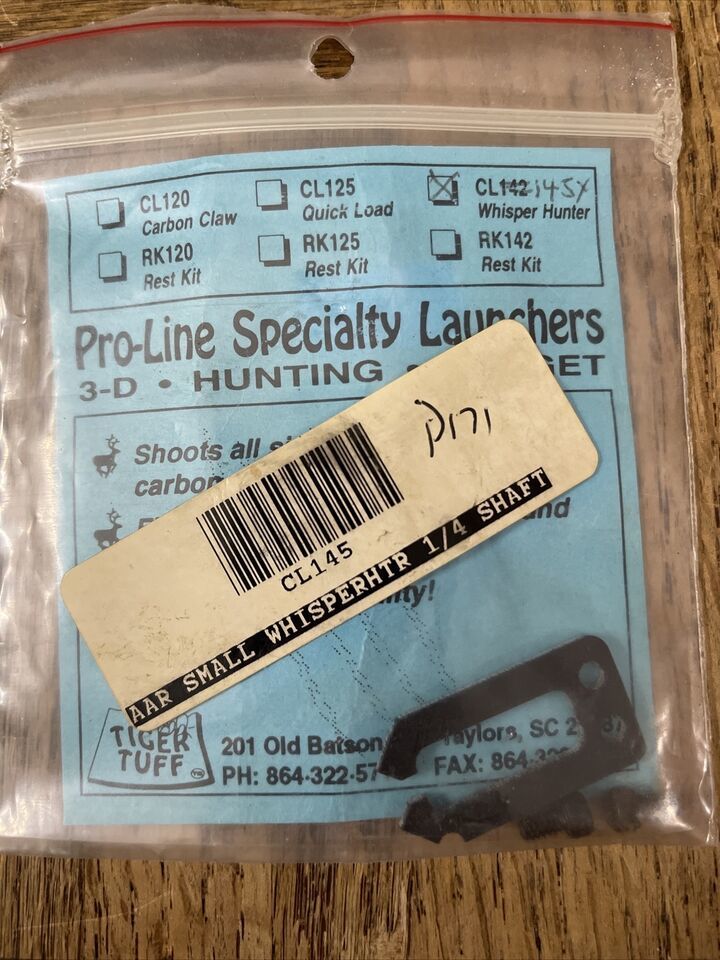 CL120
Carbon Claw
CL125
Quick Load
CL142 145X
Whisper Hunter
RK120
Rest Kit
RK125
Rest Kit
RK142
Rest Kit
Pro-Line Specialty Launchers
3-D • HUNTING
Shoots all
carbon
CL145
AAR SMALL WHISPERHTR 1/4 SHAFT
TIGER
TUFF
201 Old Batson Taylors, SC
PH: 864-322-57 FAX: 864